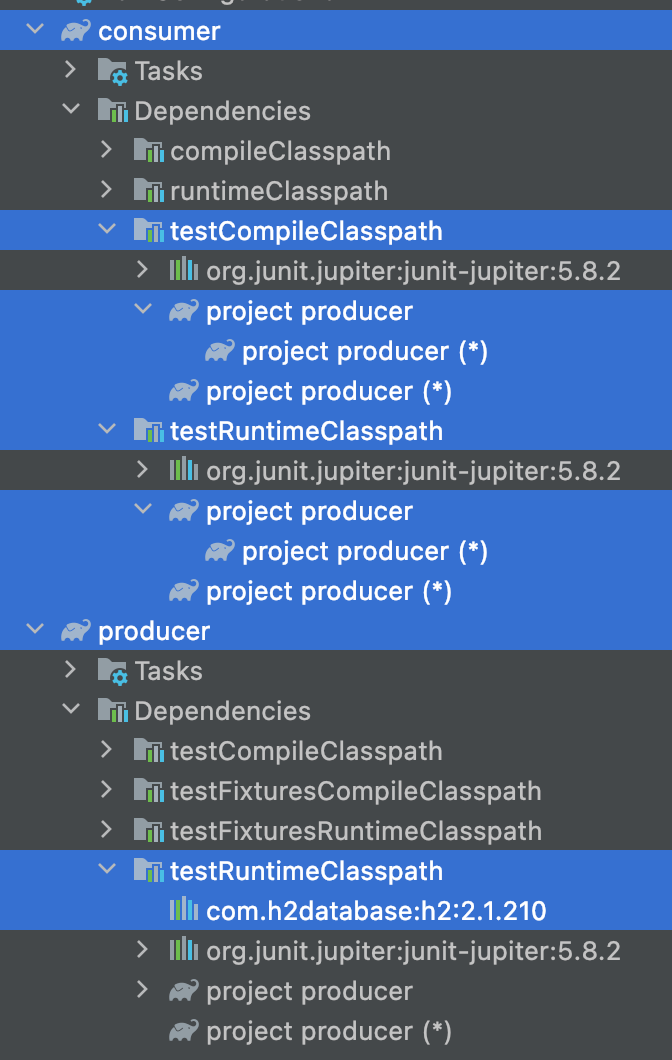 consumer
Tasks
Dependencies
compileClasspath
runtimeClasspath
testCompileClasspath
org.junit.jupiter:junit-jupiter:5.8.2
project producer
project producer (*)
project producer (*)
testRuntimeClasspath
org.junit.jupiter:junit-jupiter:5.8.2
project producer
project producer (*)
project producer (*)
producer
Tasks
Dependencies
testCompileClasspath
testFixturesCompileClasspath
testFixturesRuntimeClasspath
testRuntimeClasspath
com.h2database:h2:2.1.210
org.junit.jupiter:junit-jupiter:5.8.2
project producer
project producer (*)